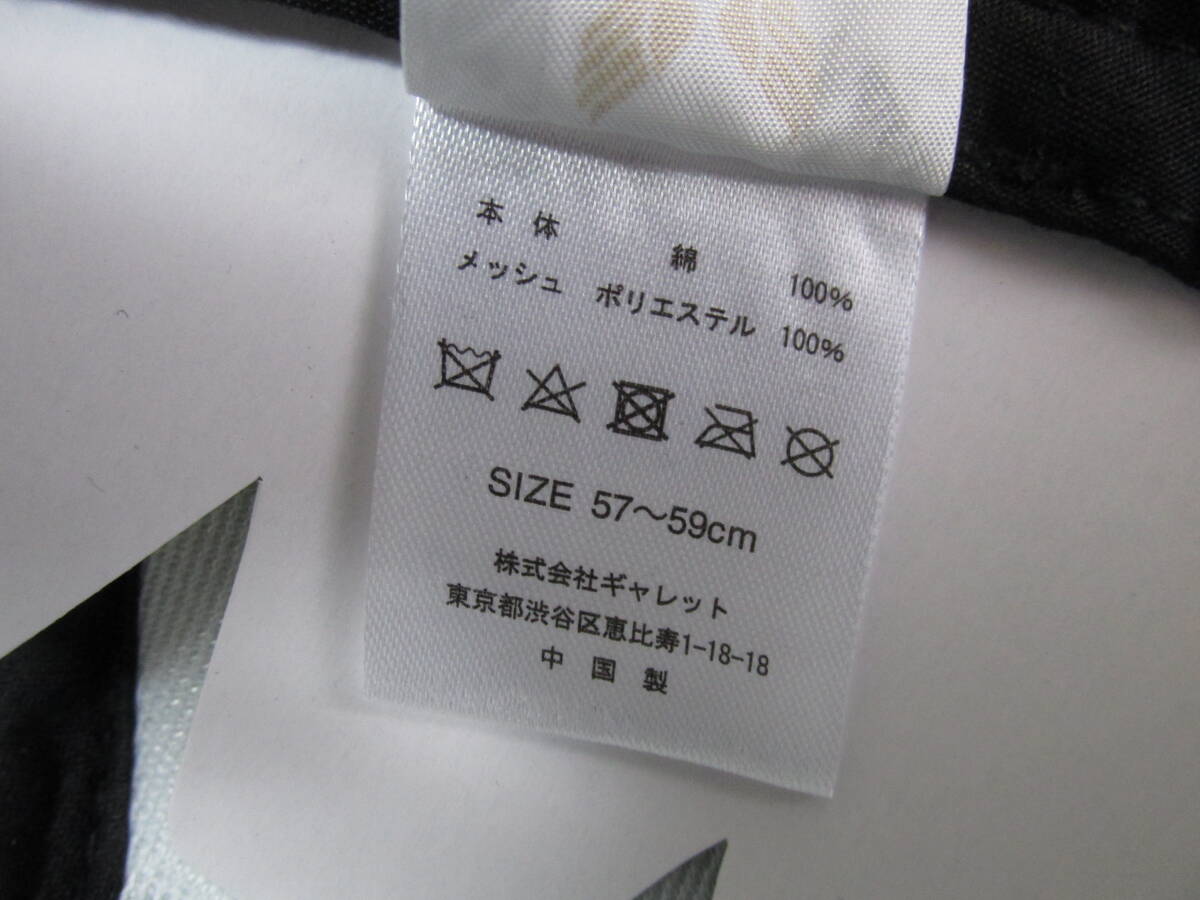 本体 綿 100%
メッシュ ポリエステル 100%
SIZE 57～59cm
株式会社ギャレット
東京都渋谷区恵比寿1-18-18
中国製